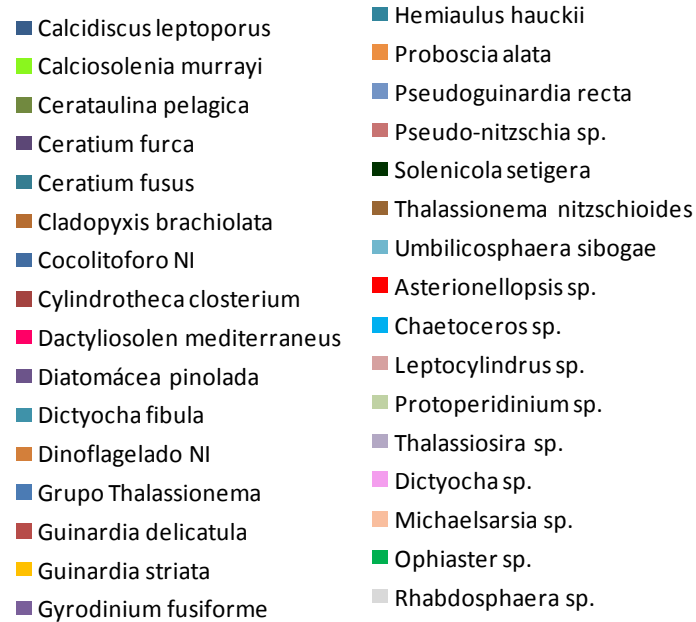 Calcidiscus leptoporus
Calciosolenia murrayi
Cerataulina pelagica
Ceratium furca
Ceratium fusus
Cladopyxis brachiolata
Cocolitoforo NI
Cylindrotheca closterium
Dactyliosolen mediterraneus
Diatomácea pinolada
Dictyocha fibula
Dinoflagelado NI
Grupo Thalassionema
Guinardia delicatula
Guinardia striata
Gyrodinium fusiforme
Hemiaulus hauckii
Proboscia alata
Pseudoguinardia recta
Pseudo-nitzschia sp.
Solenicola setigera
Thalassionema nitzschioides
Umbilicosphaera sibogae
Asterionellopsis sp.
Chaetoceros sp.
Leptocylindrus sp.
Protoperidinium sp.
Thalassiosira sp.
Dictyocha sp.
Michaelsarsia sp.
Ophiaster sp.
Rhabdosphaera sp.